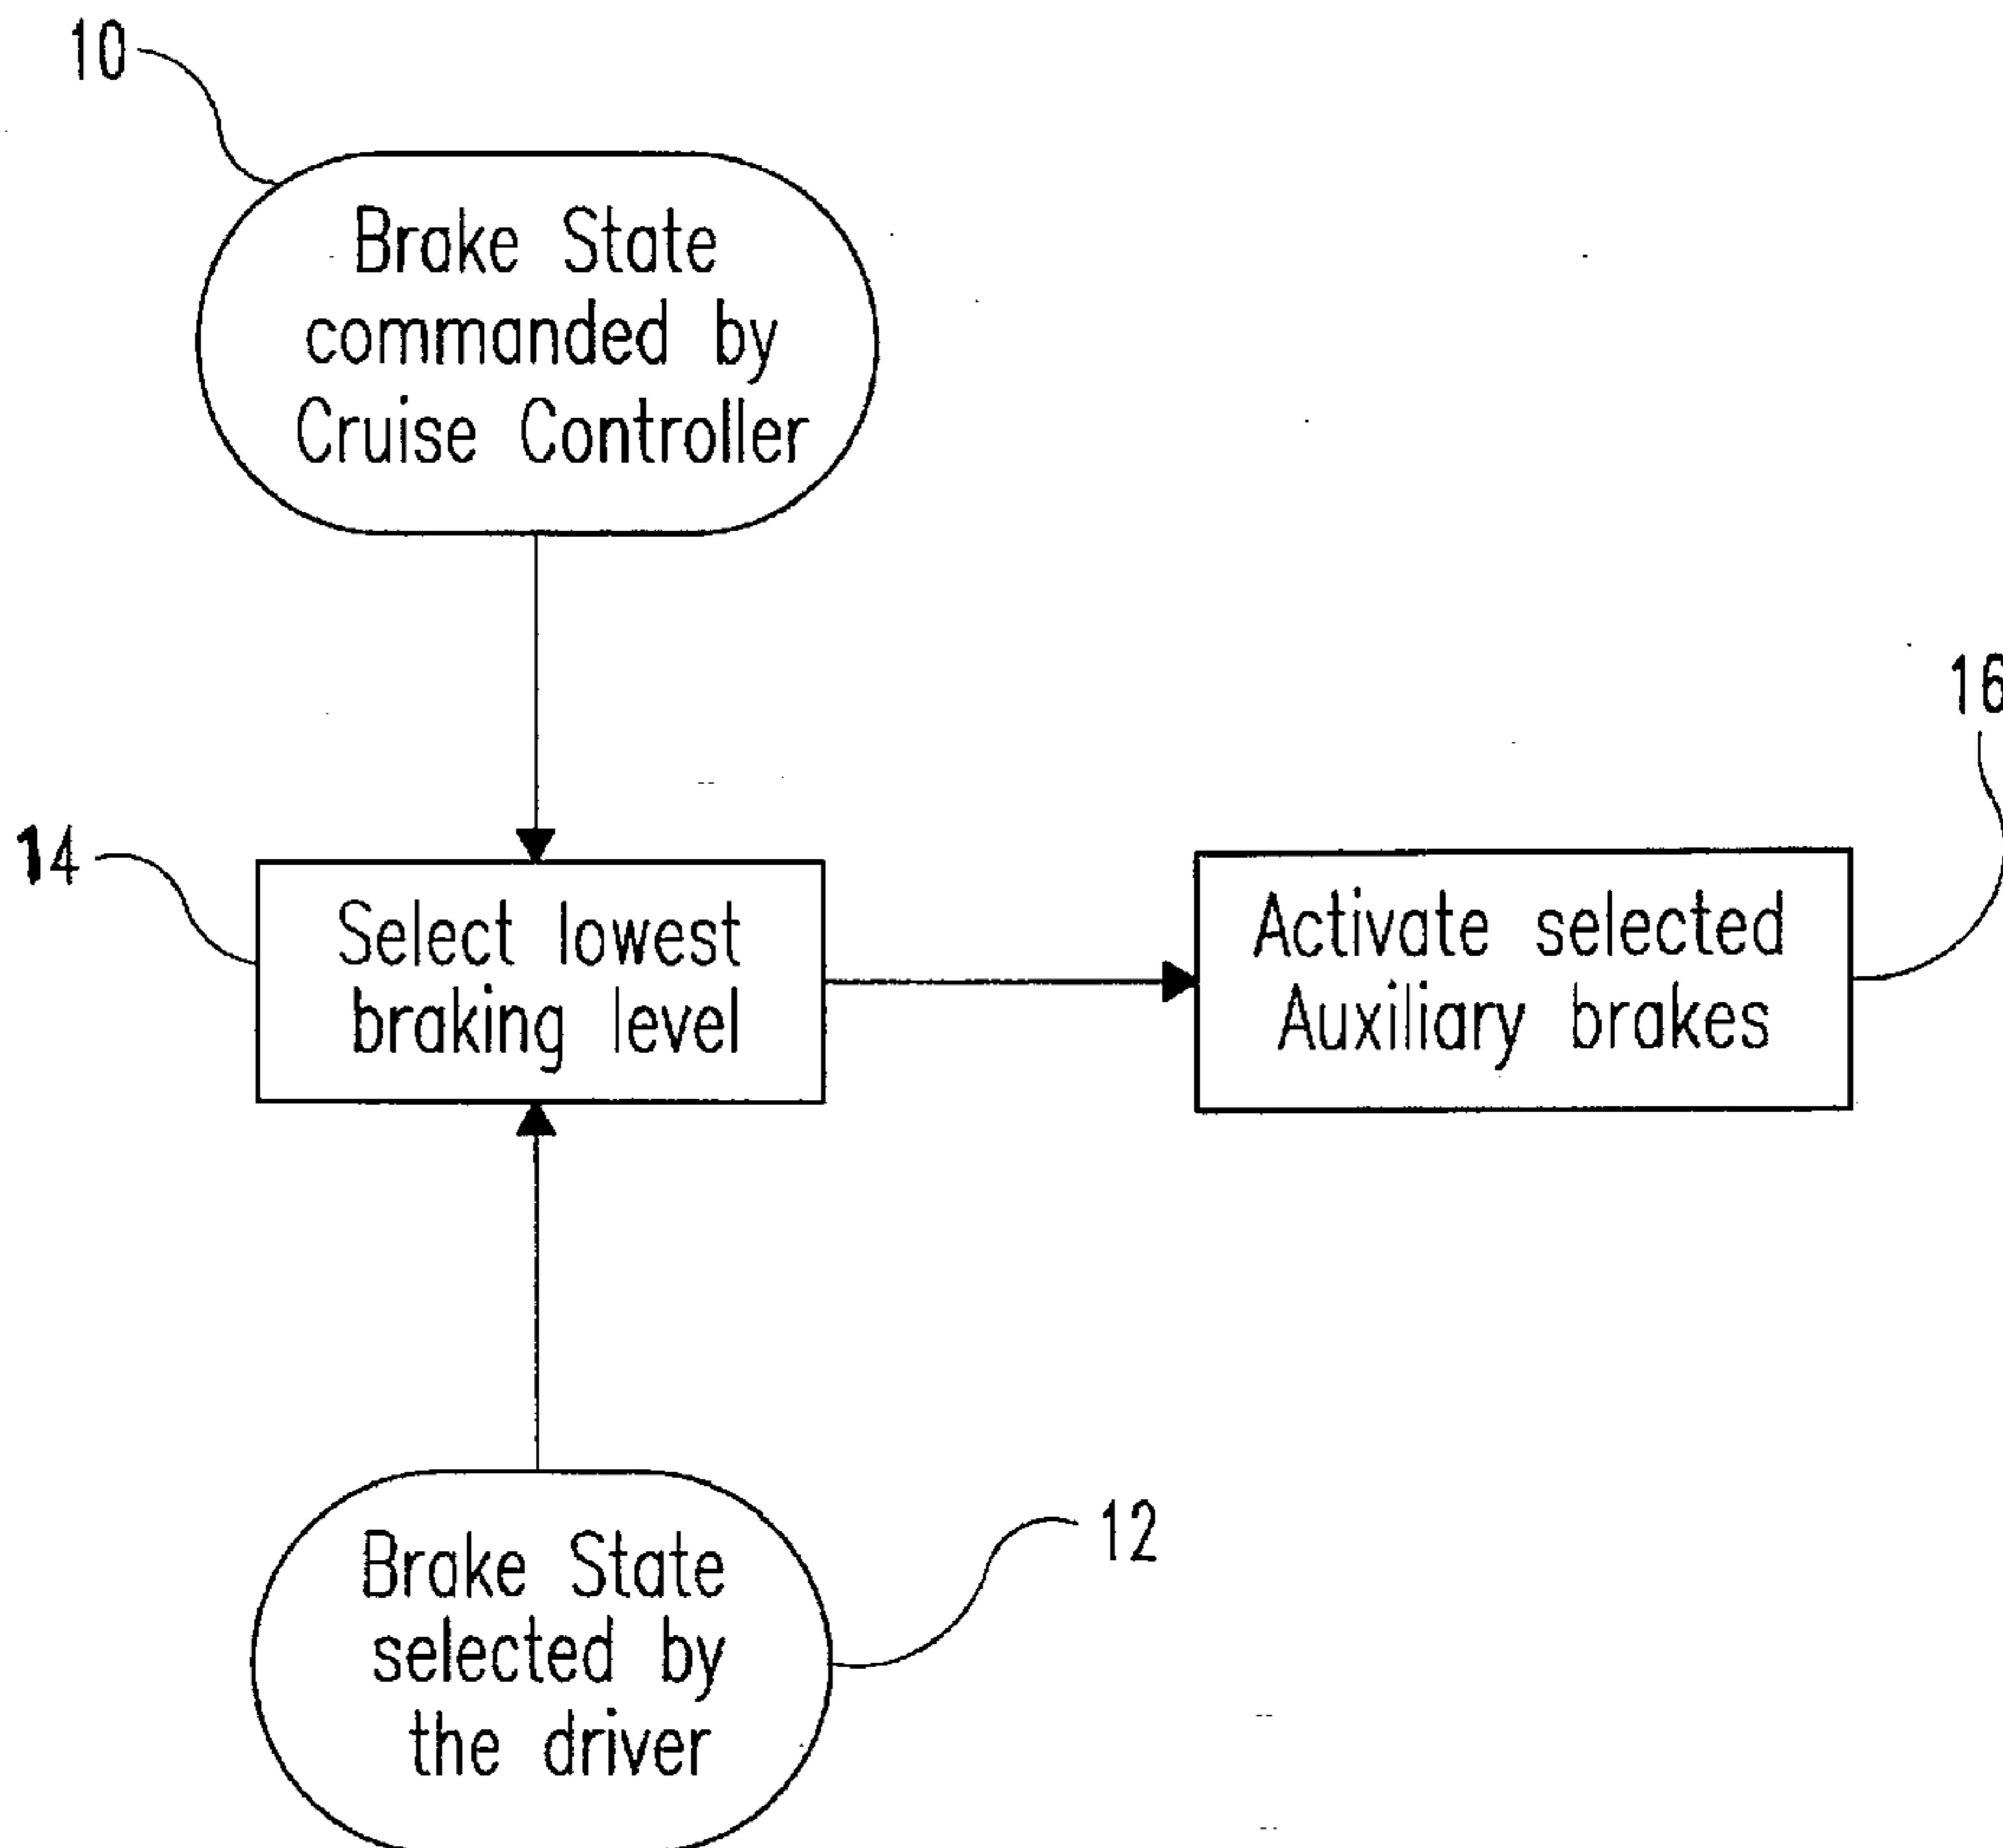 10
Brake State
commanded by
Cruise Controller
16
14
Select lowest
braking level
Activate selected
Auxiliary brakes
12
Brake State
selected by
the driver